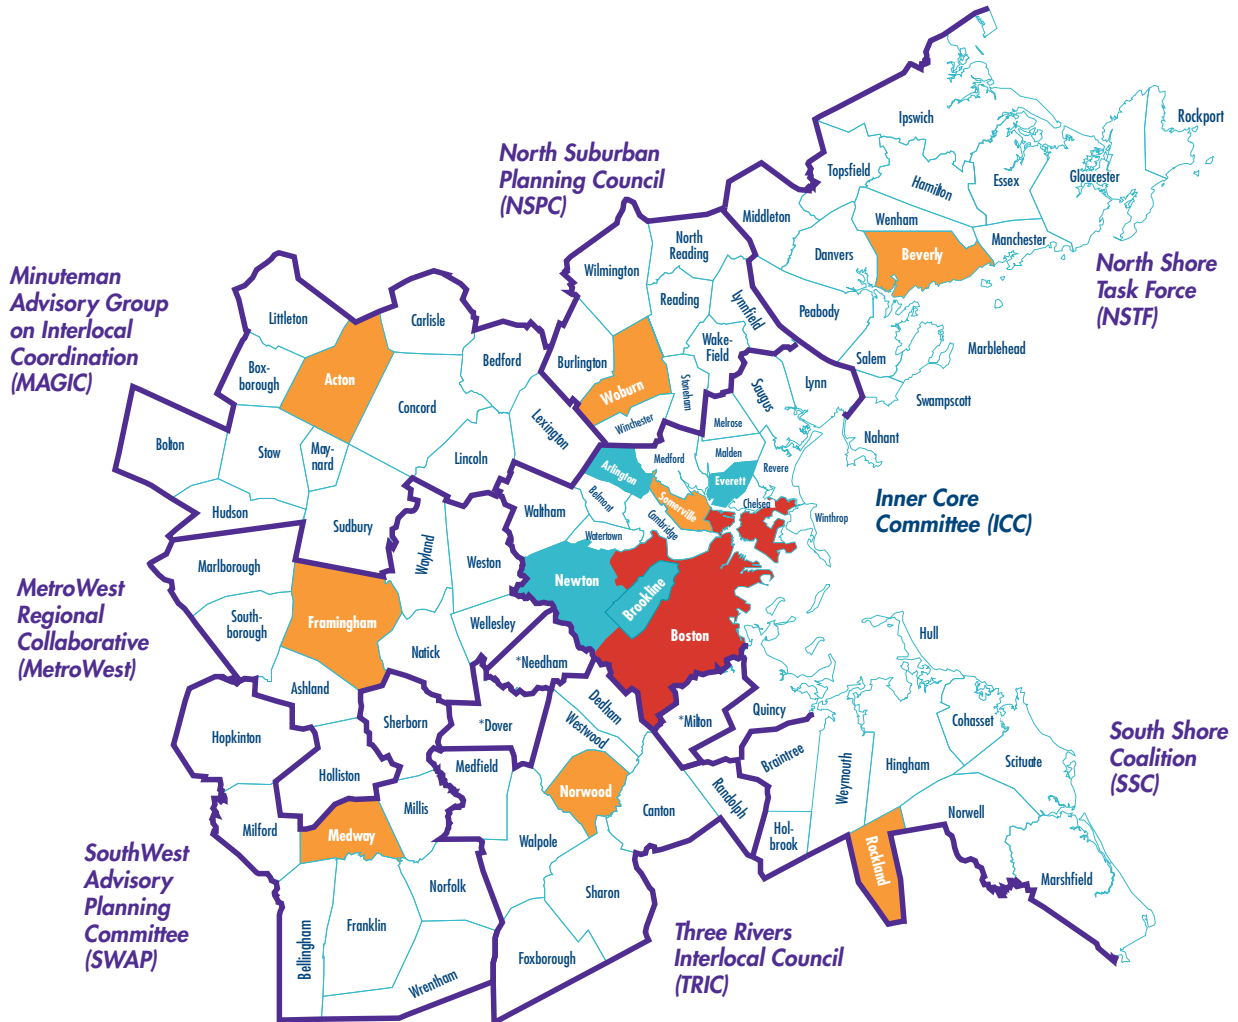 Ipswich
Rockport
North Suburban
Planning Council
(NSPC)
Topsfield
Hamilton
Essex
Gloucester
Middleton
Wenham
Danvers
Beverly
Manchester
North
Reading
Wilmington
North Shore
Task Force
(NSTF)
Minuteman
Advisory Group
on Interlocal
Coordination
(MAGIC)
Littleton
Carlisle
Reading
Lynnfield
Peabody
Wake-
Field
Marblehead
Bedford
Burlington
Salem
Box-
borough
Acton
Woburn
Stoneham
Saugus
Lynn
Swampscott
Concord
Lexington
Winchester
Melrose
Nahant
Bolton
Stow
May-
nard
Lincoln
Medford
Malden
Arlington
Revere
Everett
Hudson
Sudbury
Waltham
Belmont
Somerville
Chelsea
Winthrop
Inner Core
Committee (ICC)
Cambridge
Watertown
Marlborough
Wayland
Weston
Newton
Brookline
MetroWest
Regional
Collaborative
(MetroWest)
South-
borough
Framingham
Wellesley
Boston
Hull
Natick
*Needham
Ashland
Sherborn
*Dover
Dedham
Westwood
*Milton
Quincy
Cohasset
South Shore
Coalition
(SSC)
Hopkinton
Holliston
Medfield
Norwood
Canton
Randolph
Braintree
Weymouth
Hingham
Scituate
Milford
Medway
Millis
Walpole
Hol-
brook
Norwell
Rockland
SouthWest
Advisory
Planning
Committee
(SWAP)
Norfolk
Sharon
Marshfield
Bellingham
Franklin
Wrentham
Foxborough
Three Rivers
Interlocal Council
(TRIC)